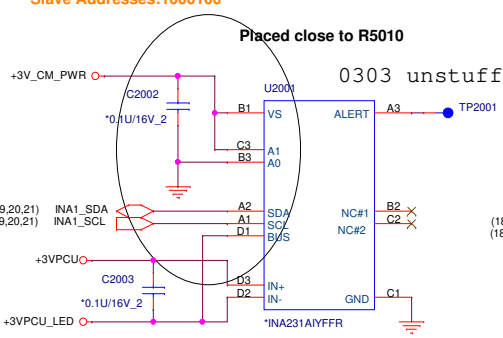 Slave Addresses:1000100
Placed close to R5010
+3V_CM_PWR
0303 unstuff
U2001
C2002
*0.1U/16V_2
B1
VS
ALERT
A3
TP2001
C3
A1
B3
A0
9,20,21)
INA1_SDA
A2
SDA
NC#1
B2
9,20,21)
INA1_SCL
A1
SCL
NC#2
C2
(18
(18
D1
BUS
+3VPCU
C2003
*0.1U/16V_2
D3
IN+
D2
IN-
GND
C1
+3VPCU_LED
*INA231AIYFFR